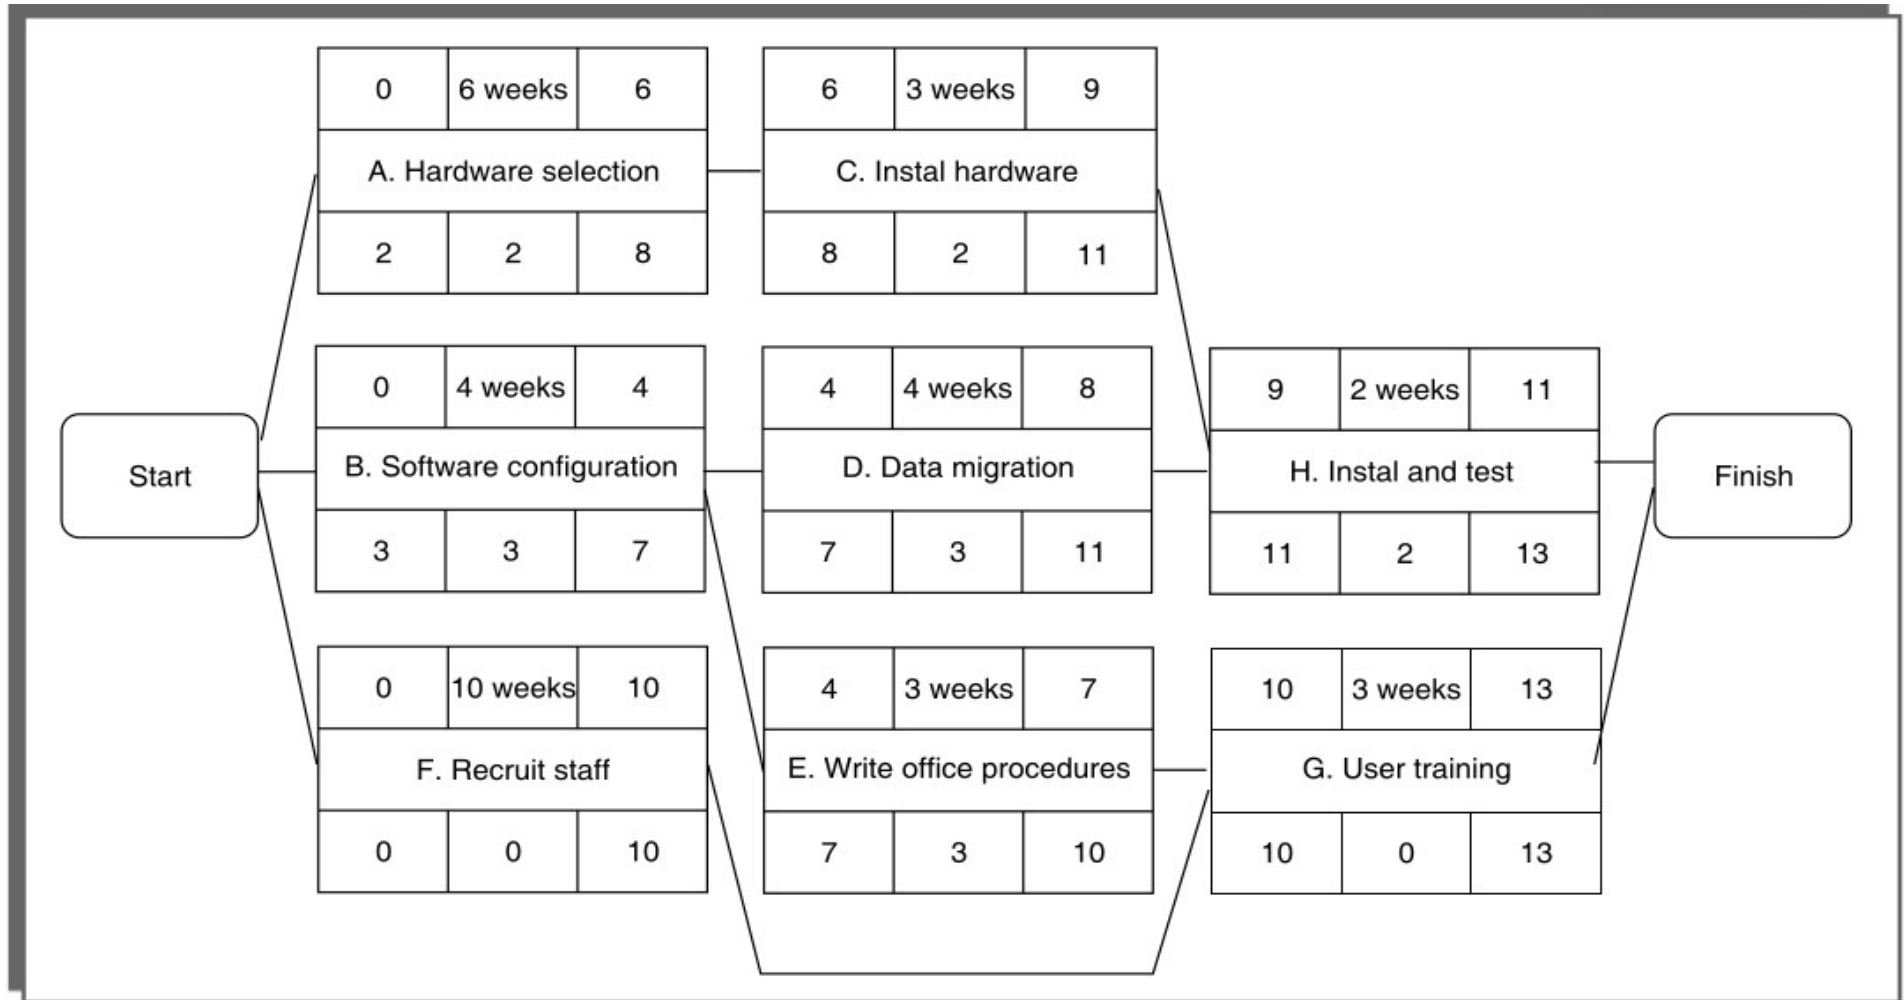 0 6 weeks 6
A. Hardware selection
2 2 8
6 3 weeks 9
C. Instal hardware
8 2 11
Start
0 4 weeks 4
B. Software configuration
3 3 7
4 4 weeks 8
D. Data migration
7 3 11
9 2 weeks 11
H. Instal and test
11 2 13
Finish
0 10 weeks 10
F. Recruit staff
0 0 10
4 3 weeks 7
E. Write office procedures
7 3 10
10 3 weeks 13
G. User training
10 0 13